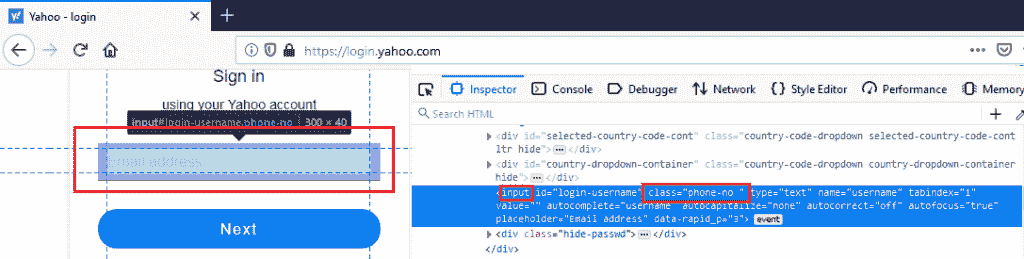 Yahoo - login
https://login.yahoo.com
Sign in
using your Yahoo account
input#login-username.phone-no 300 × 40
Email address
Next
Inspector Console Debugger Network Style Editor Performance Memory
Search HTML
<div id="selected-country-code-cont" class="country-code-dropdown selected-country-code-cont
ltr hide"></div>
<div id="country-dropdown-container" class="country-code-dropdown country-dropdown-container
hide"></div>
<input id="login-username" class="phone-no " type="text" name="username" tabindex="1"
value="" autocomplete="username" autocapitalize="none" autocorrect="off" autofocus="true"
placeholder="Email address" data-rapid_p="3"> event
<div class="hide-passwd"></div>
</div>